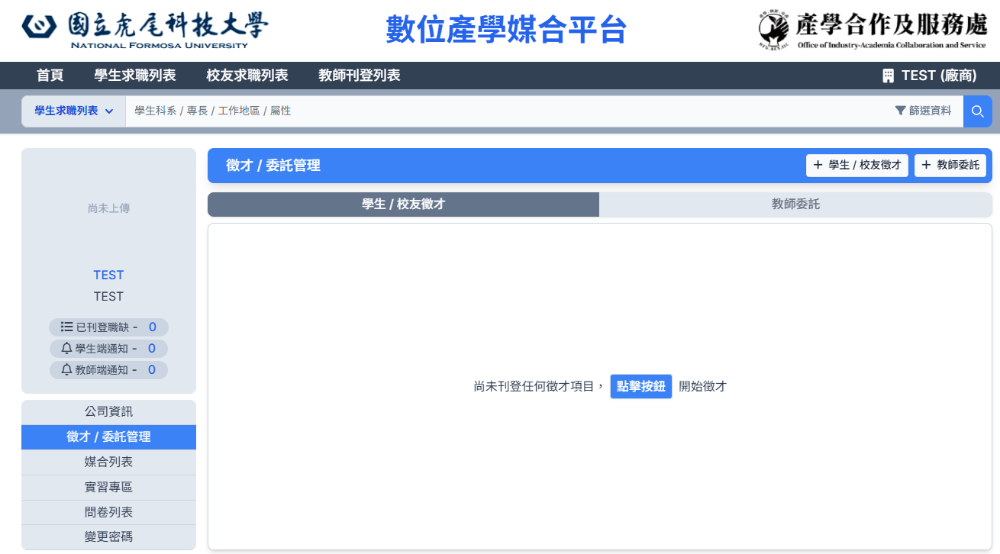 國立虎尾科技大學
NATIONAL FORMOSA UNIVERSITY
數位產學媒合平台
產學合作及服務處
Office of Industry-Academia Collaboration and Service
首頁 學生求職列表 校友求職列表 教師刊登列表 TEST (廠商)
學生求職列表 學生科系 / 專長 / 工作地區 / 屬性 篩選資料
尚未上傳
TEST
TEST
已刊登職缺 - 0
學生端通知 - 0
教師端通知 - 0
公司資訊
徵才 / 委託管理
媒合列表
實習專區
問卷列表
變更密碼
徵才 / 委託管理 + 學生 / 校友徵才 + 教師委託
學生 / 校友徵才 教師委託
尚未刊登任何徵才項目, 點擊按鈕 開始徵才